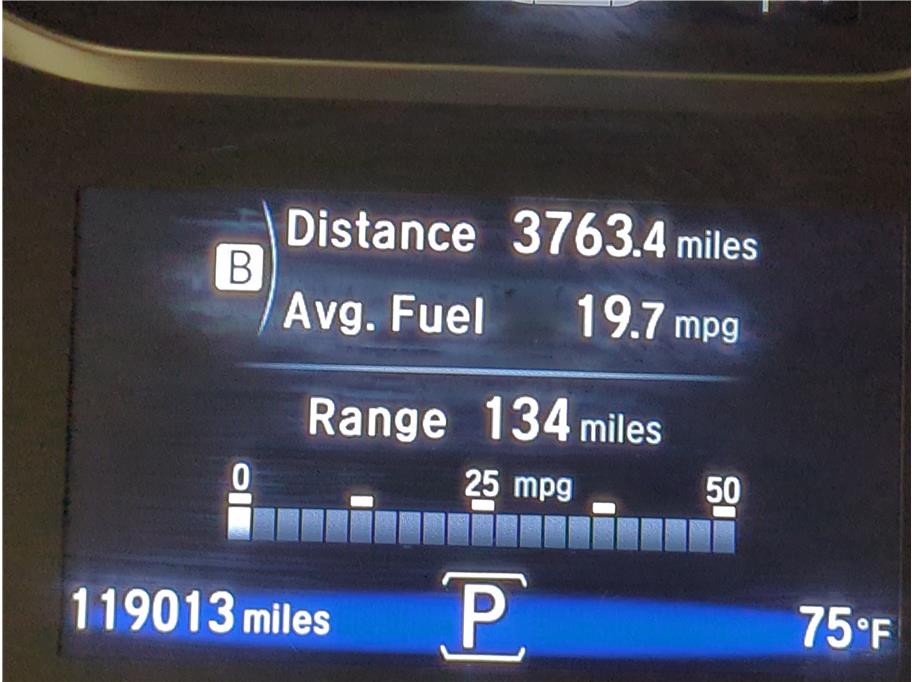 B
Distance 3763.4 miles
Avg. Fuel 19.7 mpg
Range 134 miles
0 25 mpg 50
119013 miles P 75°F